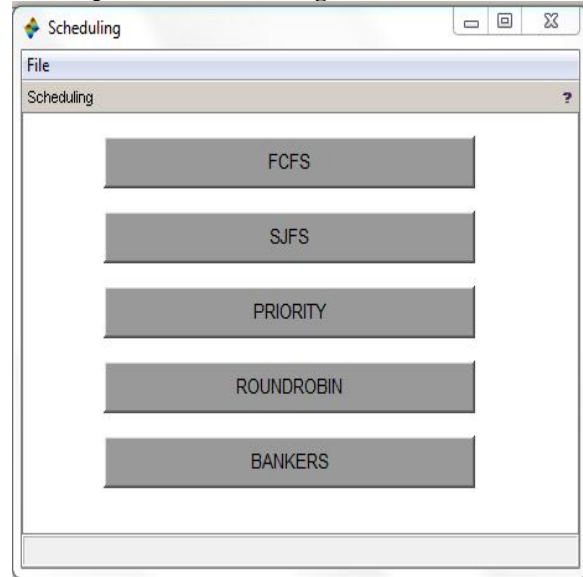 Scheduling
File
Scheduling ?
FCFS
SJFS
PRIORITY
ROUNDROBIN
BANKERS